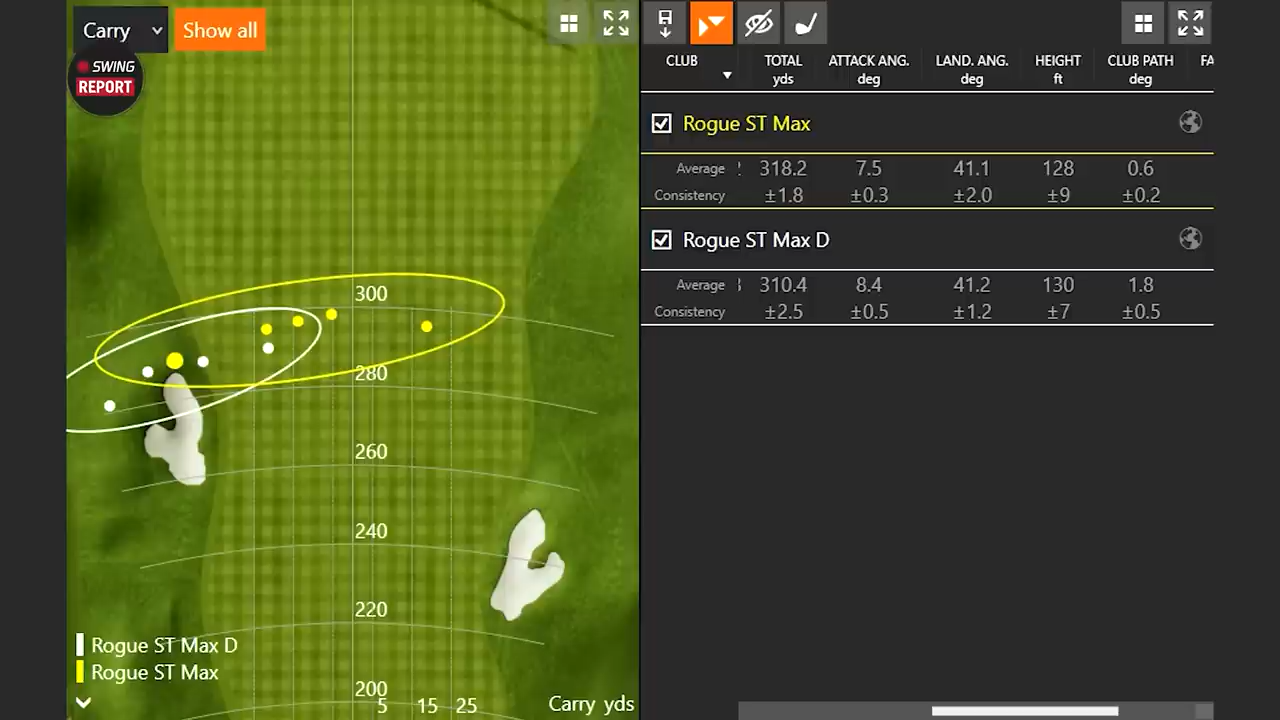 Carry
Show all
SWING
REPORT
300
280
260
240
220
200
5 15 25
Carry yds
Rogue ST Max D
Rogue ST Max
CLUB TOTAL ATTACK ANG. LAND. ANG. HEIGHT CLUB PATH FA
yds deg deg ft deg
Rogue ST Max
Average 318.2 7.5 41.1 128 0.6
Consistency ±1.8 ±0.3 ±2.0 ±9 ±0.2
Rogue ST Max D
Average 310.4 8.4 41.2 130 1.8
Consistency ±2.5 ±0.5 ±1.2 ±7 ±0.5